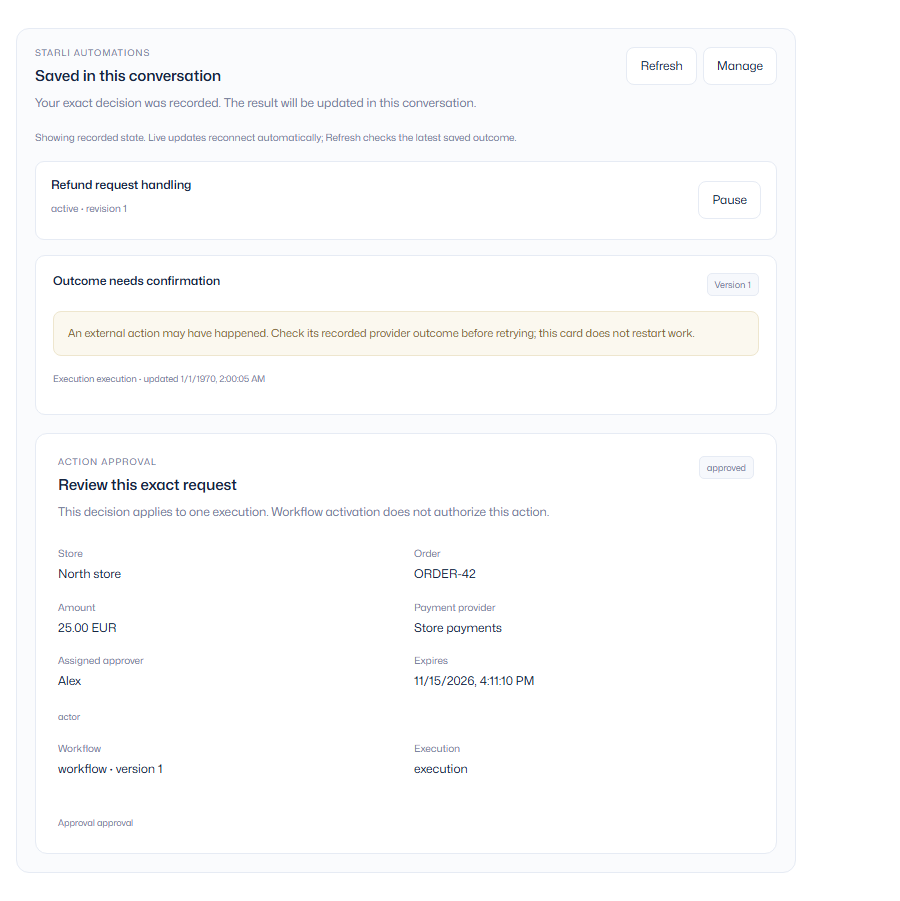 STARLI AUTOMATIONS
Saved in this conversation
Refresh
Manage
Your exact decision was recorded. The result will be updated in this conversation.
Showing recorded state. Live updates reconnect automatically; Refresh checks the latest saved outcome.
Refund request handling
active · revision 1
Pause
Outcome needs confirmation
Version 1
An external action may have happened. Check its recorded provider outcome before retrying; this card does not restart work.
Execution execution · updated 1/1/1970, 2:00:05 AM
ACTION APPROVAL
Review this exact request
approved
This decision applies to one execution. Workflow activation does not authorize this action.
Store
North store
Order
ORDER-42
Amount
25.00 EUR
Payment provider
Store payments
Assigned approver
Alex
Expires
11/15/2026, 4:11:10 PM
actor
Workflow
workflow · version 1
Execution
execution
Approval approval